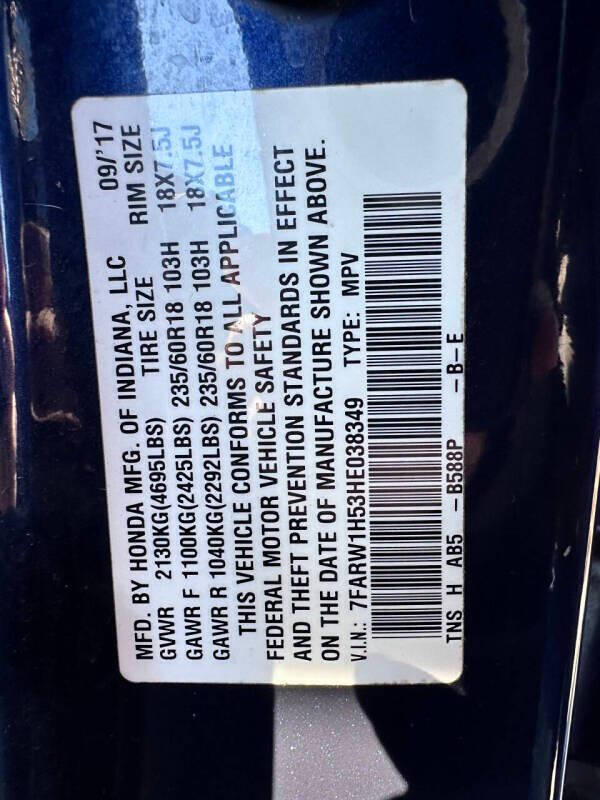 MFD. BY HONDA MFG. OF INDIANA, LLC 09/'17
GVWR 2130KG(4695LBS) TIRE SIZE RIM SIZE
GAWR F 1100KG(2425LBS) 235/60R18 103H 18X7.5J
GAWR R 1040KG(2292LBS) 235/60R18 103H 18X7.5J
THIS VEHICLE CONFORMS TO ALL APPLICABLE
FEDERAL MOTOR VEHICLE SAFETY
AND THEFT PREVENTION STANDARDS IN EFFECT
ON THE DATE OF MANUFACTURE SHOWN ABOVE.
V.I.N.: 7FARW1H53HE038349 TYPE: MPV
TNS H AB5 -B588P -B-E